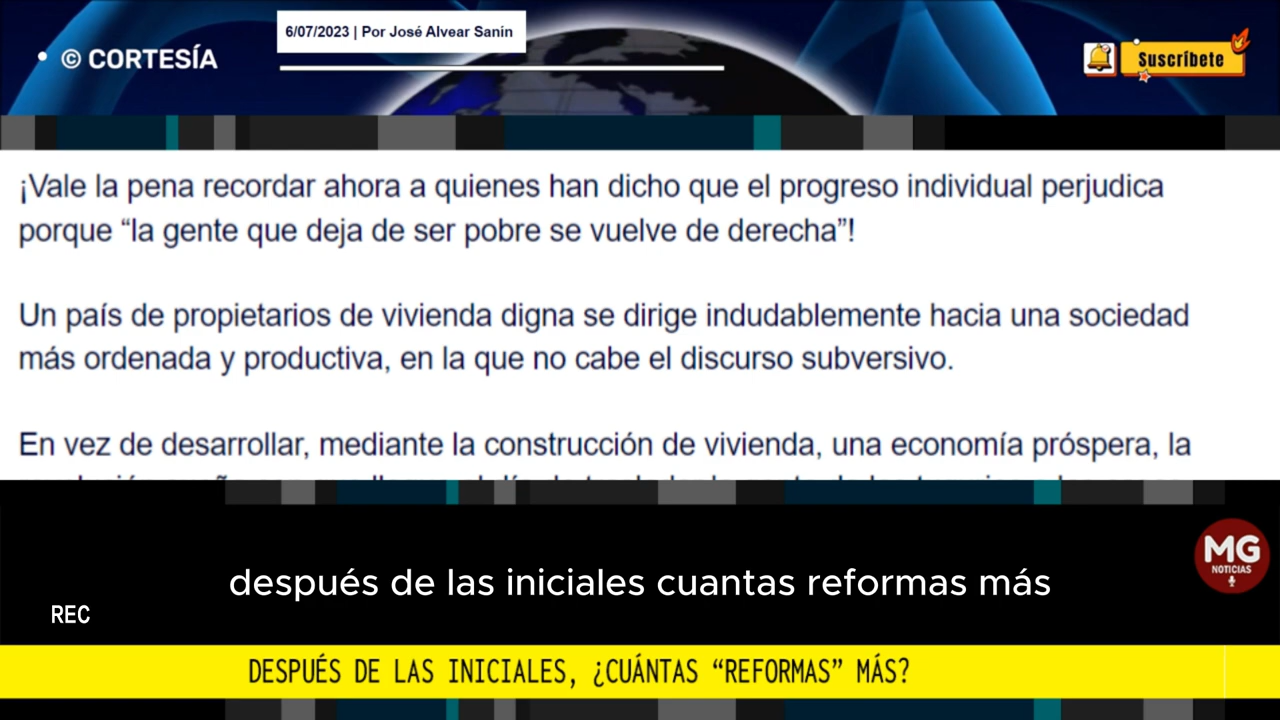 6/07/2023 | Por José Alvear Sanín
© CORTESÍA
Suscríbete
¡Vale la pena recordar ahora a quienes han dicho que el progreso individual perjudica
porque “la gente que deja de ser pobre se vuelve de derecha”!
Un país de propietarios de vivienda digna se dirige indudablemente hacia una sociedad
más ordenada y productiva, en la que no cabe el discurso subversivo.
En vez de desarrollar, mediante la construcción de vivienda, una economía próspera, la
MG
NOTICIAS
después de las iniciales cuantas reformas más
REC
DESPUÉS DE LAS INICIALES, ¿CUÁNTAS “REFORMAS” MÁS?